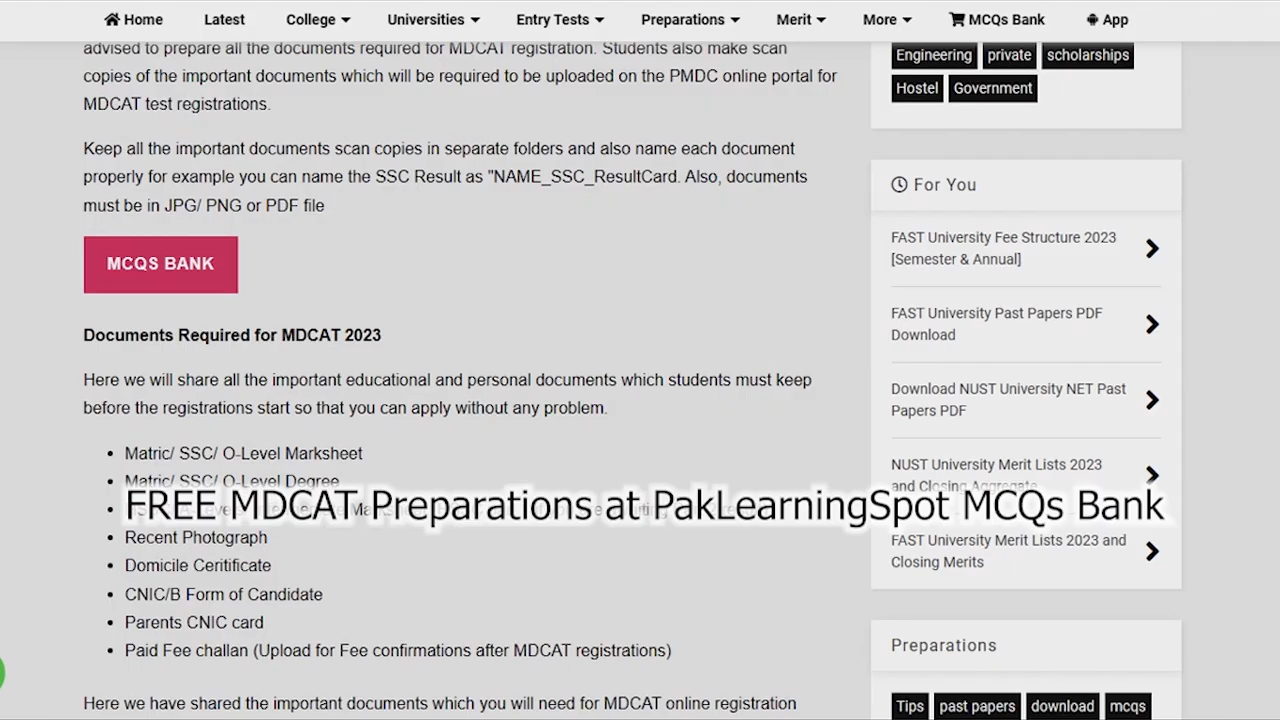 Home Latest College Universities Entry Tests Preparations Merit More MCQs Bank App
advised to prepare all the documents required for MDCAT registration. Students also make scan
copies of the important documents which will be required to be uploaded on the PMDC online portal for
MDCAT test registrations.
Keep all the important documents scan copies in separate folders and also name each document
properly for example you can name the SSC Result as "NAME_SSC_ResultCard. Also, documents
must be in JPG/ PNG or PDF file
MCQS BANK
Documents Required for MDCAT 2023
Here we will share all the important educational and personal documents which students must keep
before the registrations start so that you can apply without any problem.
• Matric/ SSC/ O-Level Marksheet
• Matric/ SSC/ O-Level Degree
FREE MDCAT Preparations at PakLearningSpot MCQs Bank
• Recent Photograph
• Domicile Ceritificate
• CNIC/B Form of Candidate
• Parents CNIC card
• Paid Fee challan (Upload for Fee confirmations after MDCAT registrations)
Here we have shared the important documents which you will need for MDCAT online registration
Engineering private scholarships
Hostel Government
For You
FAST University Fee Structure 2023
[Semester & Annual]
FAST University Past Papers PDF
Download
Download NUST University NET Past
Papers PDF
NUST University Merit Lists 2023
and Closing Aggregate
FAST University Merit Lists 2023 and
Closing Merits
Preparations
Tips past papers download mcqs